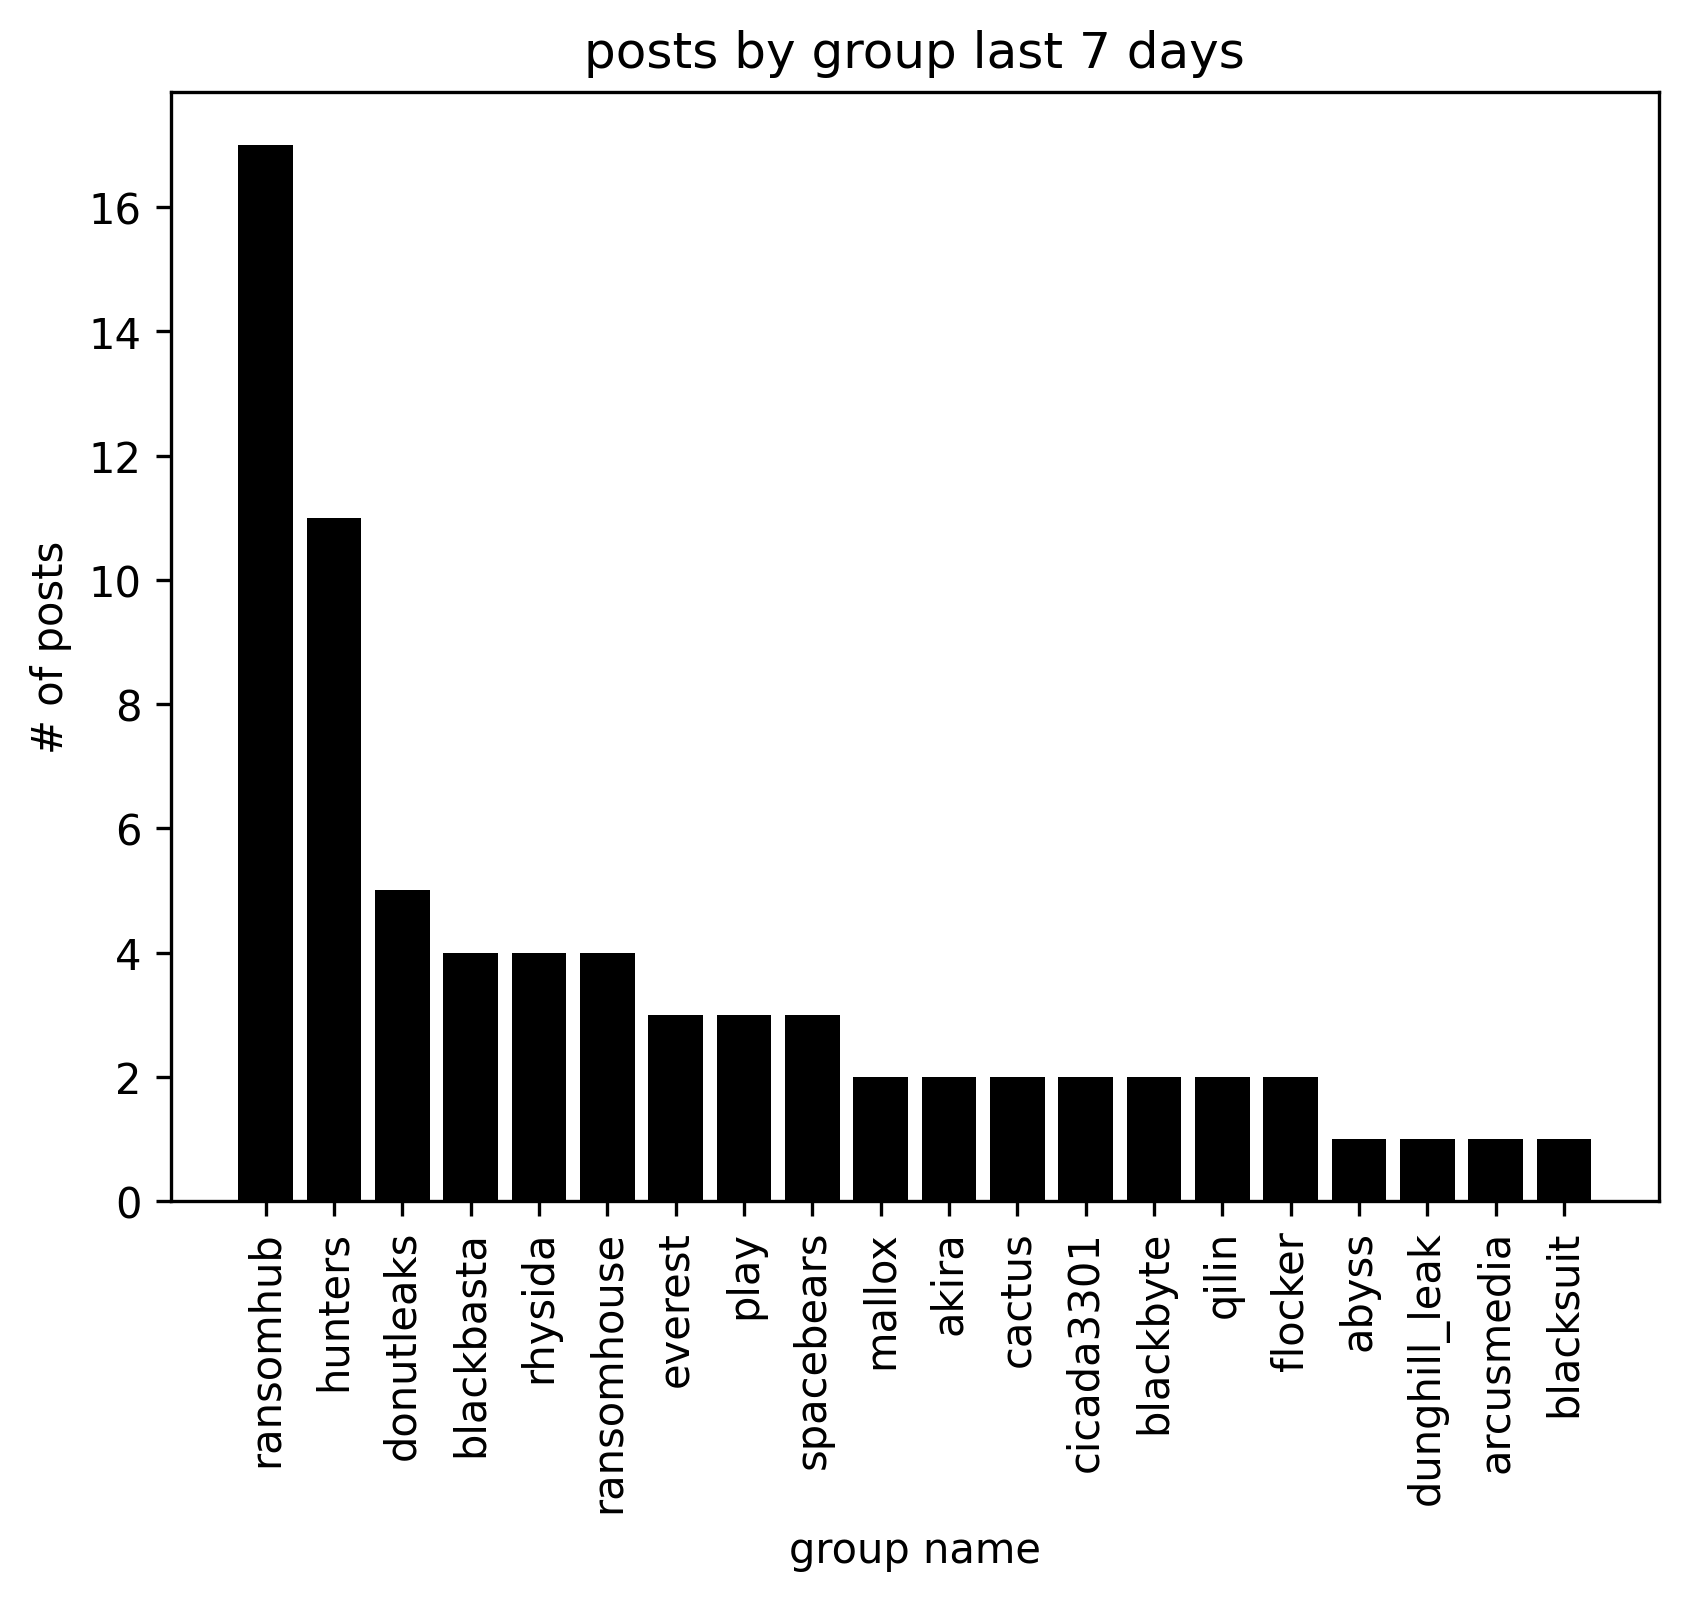 posts by group last 7 days
# of posts
16
14
12
10
8
6
4
2
0
ransomhub
hunters
donutleaks
blackbasta
rhysida
ransomhouse
everest
play
spacebears
mallox
akira
cactus
cicada3301
blackbyte
qilin
flocker
abyss
dunghill_leak
arcusmedia
blacksuit
group name